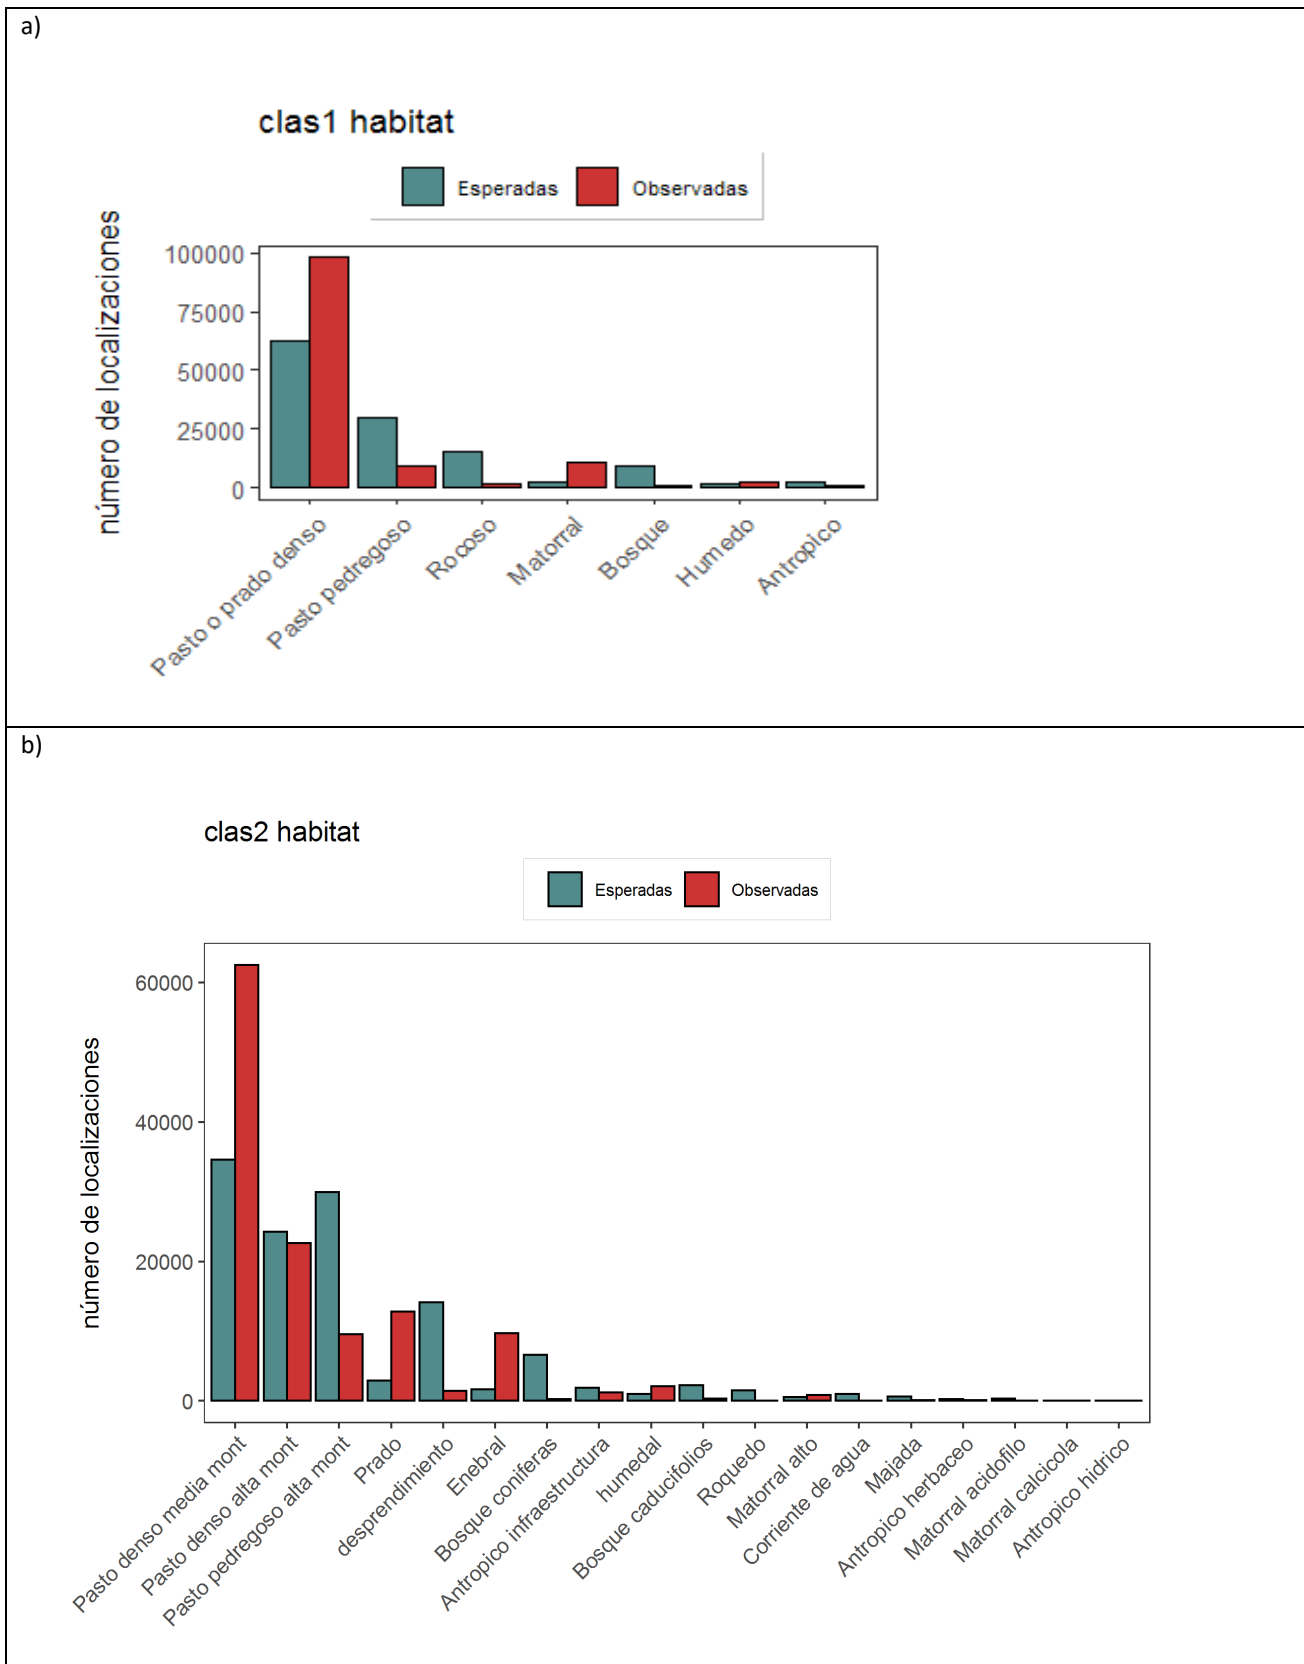 a)
clas1 habitat
Esperadas Observadas
número de localizaciones
100000
75000
50000
25000
0
Pasto o prado denso
Pasto pedregoso
Rocoso
Matorral
Bosque
Humedo
Antropico
b)
clas2 habitat
Esperadas Observadas
número de localizaciones
60000
40000
20000
0
Pasto denso media mont
Pasto denso alta mont
Pasto pedregoso alta mont
Prado
desprendimiento
Enebral
Bosque coniferas
Antropico infraestructura
humedal
Bosque caducifolios
Roquedo
Matorral alto
Corriente de agua
Majada
Antropico herbaceo
Matorral acidofilo
Matorral calcicola
Antropico hidrico